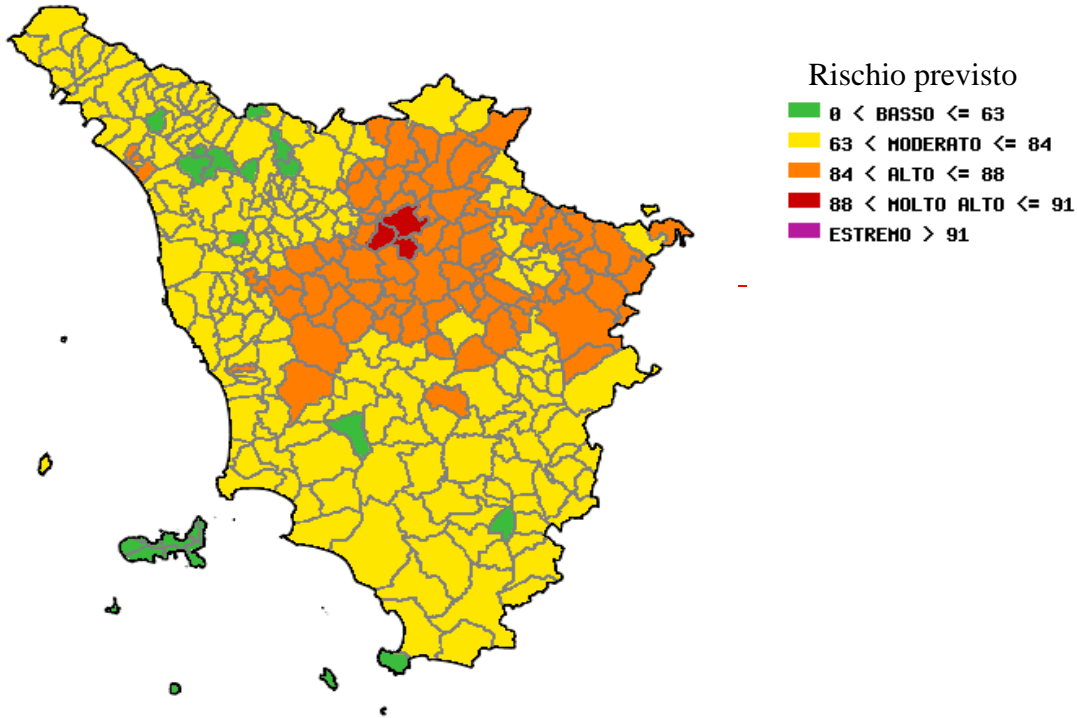 Rischio previsto
0 < BASSO <= 63
63 < MODERATO <= 84
84 < ALTO <= 88
88 < MOLTO ALTO <= 91
ESTREMO > 91